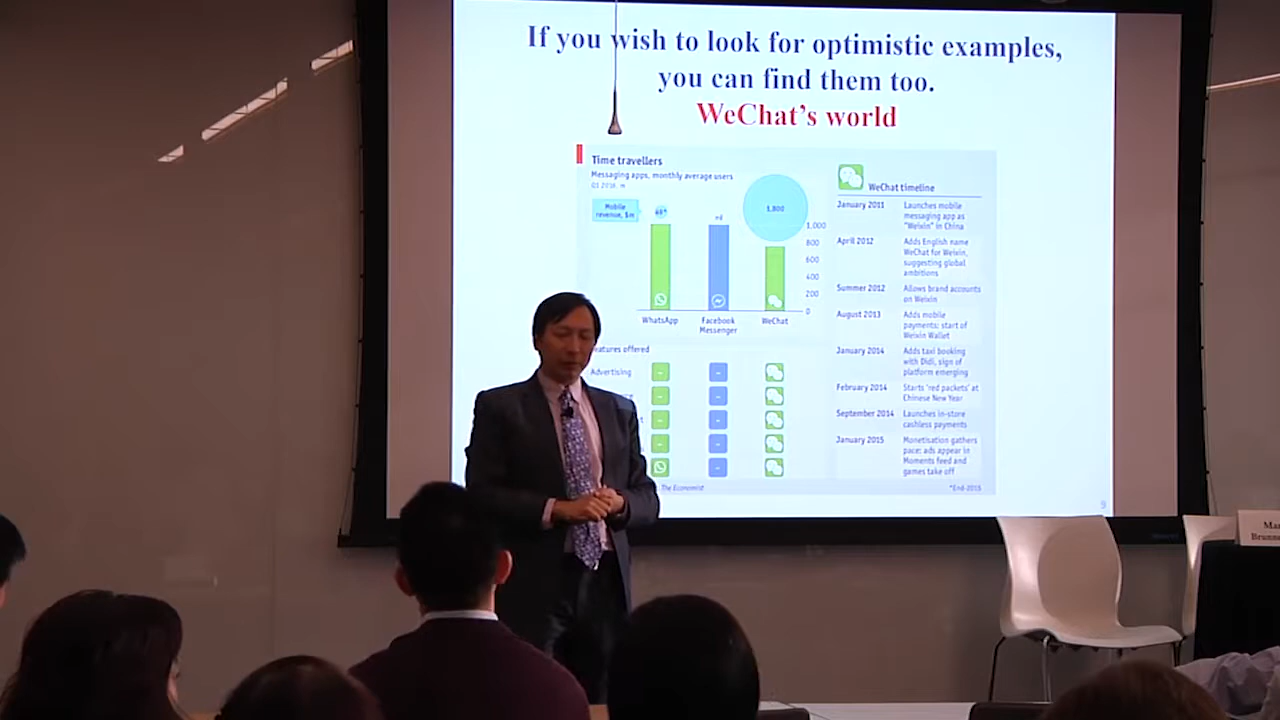 If you wish to look for optimistic examples,
you can find them too.
WeChat's world
Time travellers
Messaging apps, monthly average users
Q1 2016, m
Mobile
revenue, $m
49*
nil
1,800
1,000
800
600
400
200
0
WhatsApp
Facebook
Messenger
WeChat
features offered
Advertising
The Economist
*End-2015
WeChat timeline
January 2011
Launches mobile
messaging app as
"Weixin" in China
April 2012
Adds English name
WeChat for Weixin,
suggesting global
ambitions
Summer 2012
Allows brand accounts
on Weixin
August 2013
Adds mobile
payments: start of
Weixin Wallet
January 2014
Adds taxi booking
with Didi, sign of
platform emerging
February 2014
Starts 'red packets' at
Chinese New Year
September 2014
Launches in-store
cashless payments
January 2015
Monetisation gathers
pace: ads appear in
Moments feed and
games take off
9